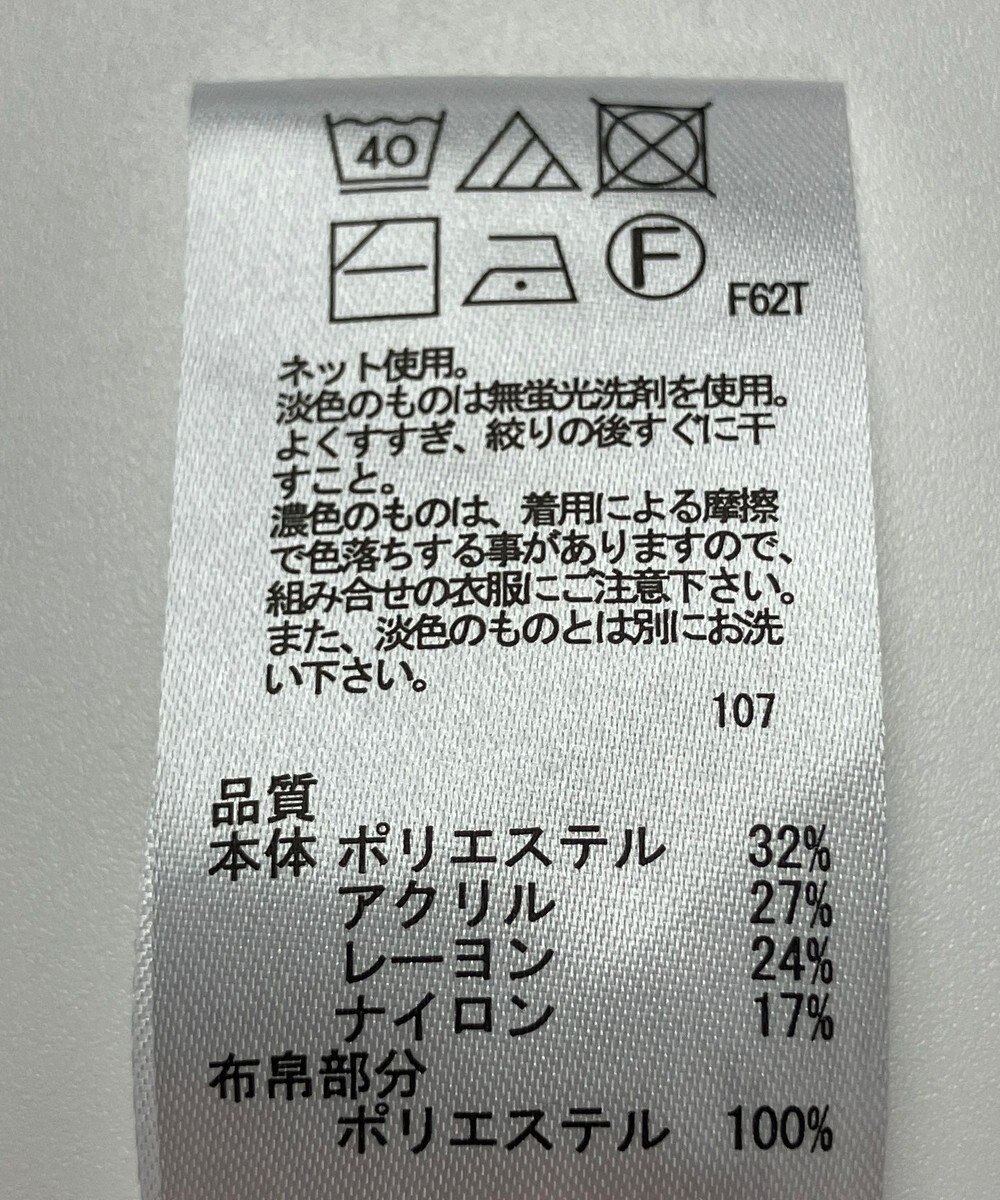 40
F
F62T
ネット使用。
淡色のものは無蛍光洗剤を使用。
よくすすぎ、絞りの後すぐに干
すこと。
濃色のものは、着用による摩擦
で色落ちする事がありますので、
組み合せの衣服にご注意下さい。
また、淡色のものとは別にお洗
い下さい。
107
品質
本体 ポリエステル 32%
アクリル 27%
レーヨン 24%
ナイロン 17%
布帛部分
ポリエステル 100%